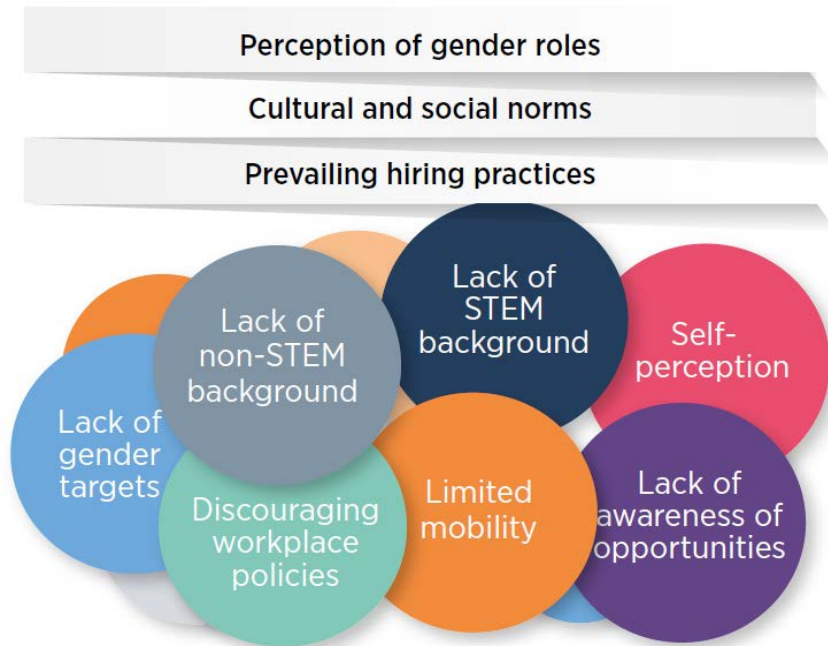 Perception of gender roles
Cultural and social norms
Prevailing hiring practices
Lack of
non-STEM
background
Lack of
STEM
background
Self-
perception
Lack of
gender
targets
Discouraging
workplace
policies
Limited
mobility
Lack of
awareness of
opportunities